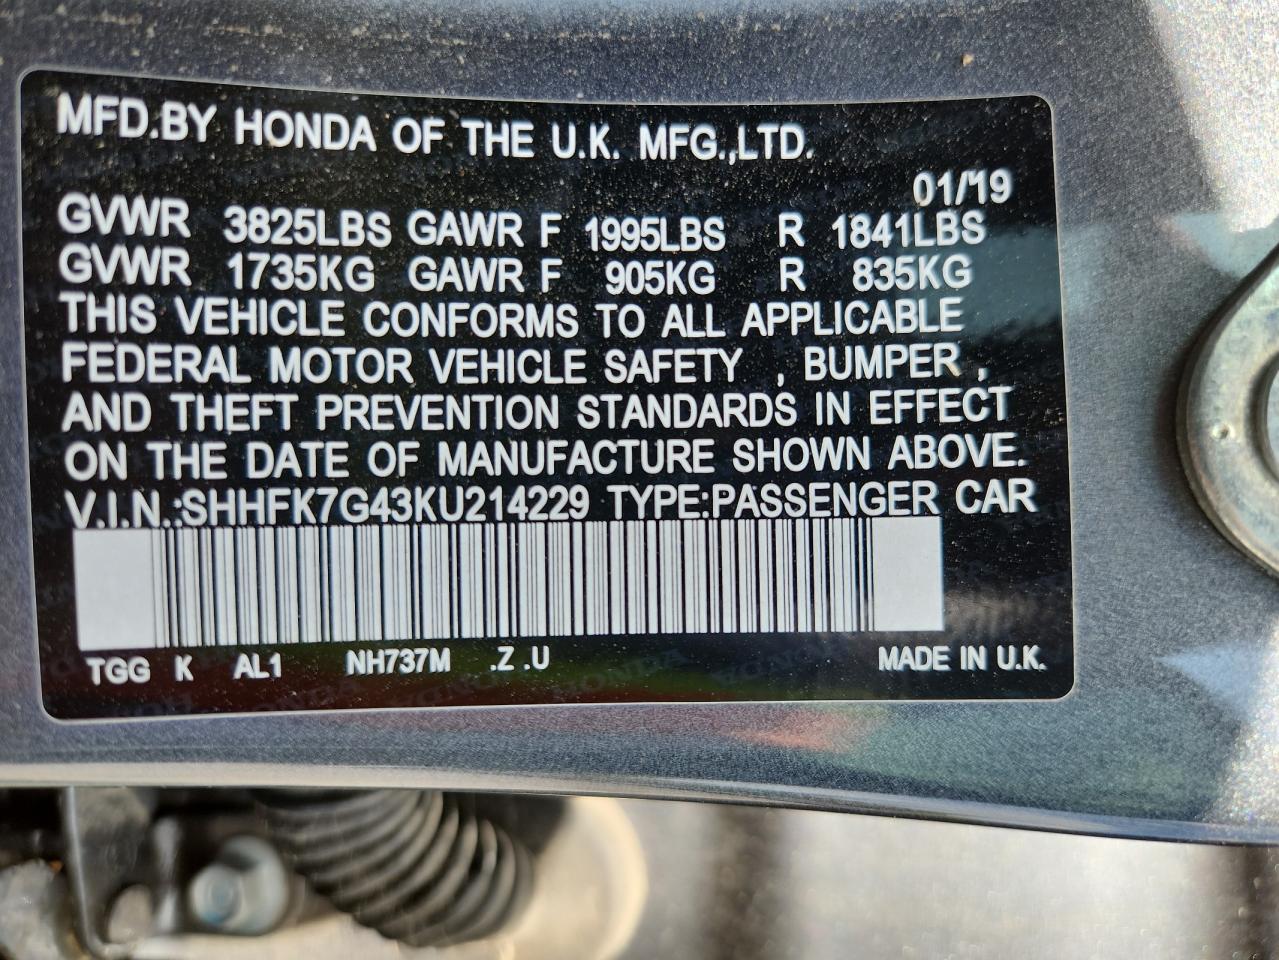 MFD.BY HONDA OF THE U.K. MFG.,LTD.
01/'19
GVWR 3825LBS GAWR F 1995LBS R 1841LBS
GVWR 1735KG GAWR F 905KG R 835KG
THIS VEHICLE CONFORMS TO ALL APPLICABLE
FEDERAL MOTOR VEHICLE SAFETY , BUMPER ,
AND THEFT PREVENTION STANDARDS IN EFFECT
ON THE DATE OF MANUFACTURE SHOWN ABOVE.
V.I.N.:SHHFK7G43KU214229 TYPE:PASSENGER CAR
TGG K AL1 NH737M .Z .U MADE IN U.K.
HONDA